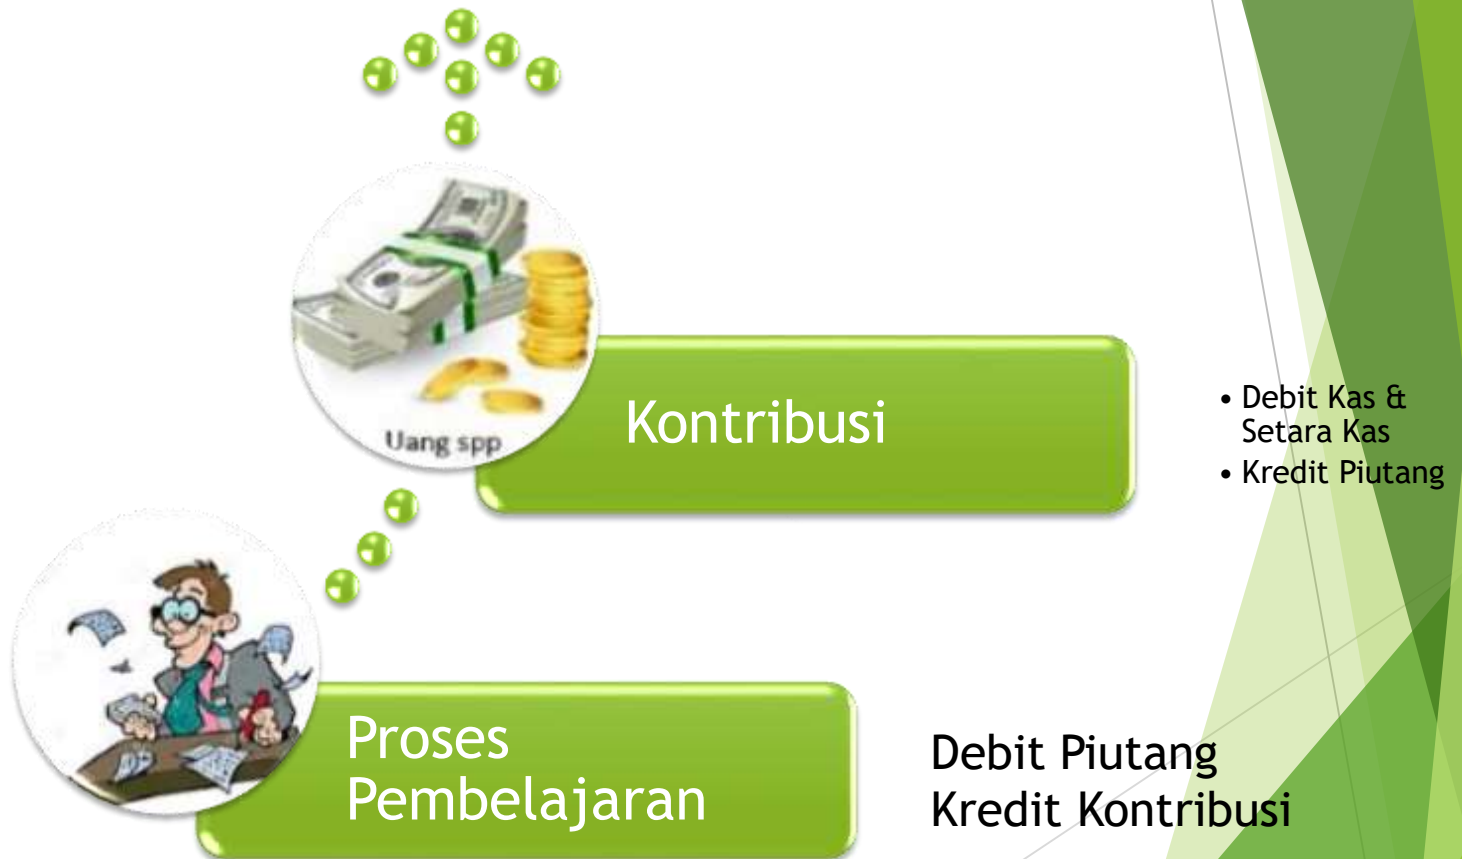 Uang spp
Kontribusi
• Debit Kas &
Setara Kas
• Kredit Piutang
Proses
Pembelajaran
Debit Piutang
Kredit Kontribusi